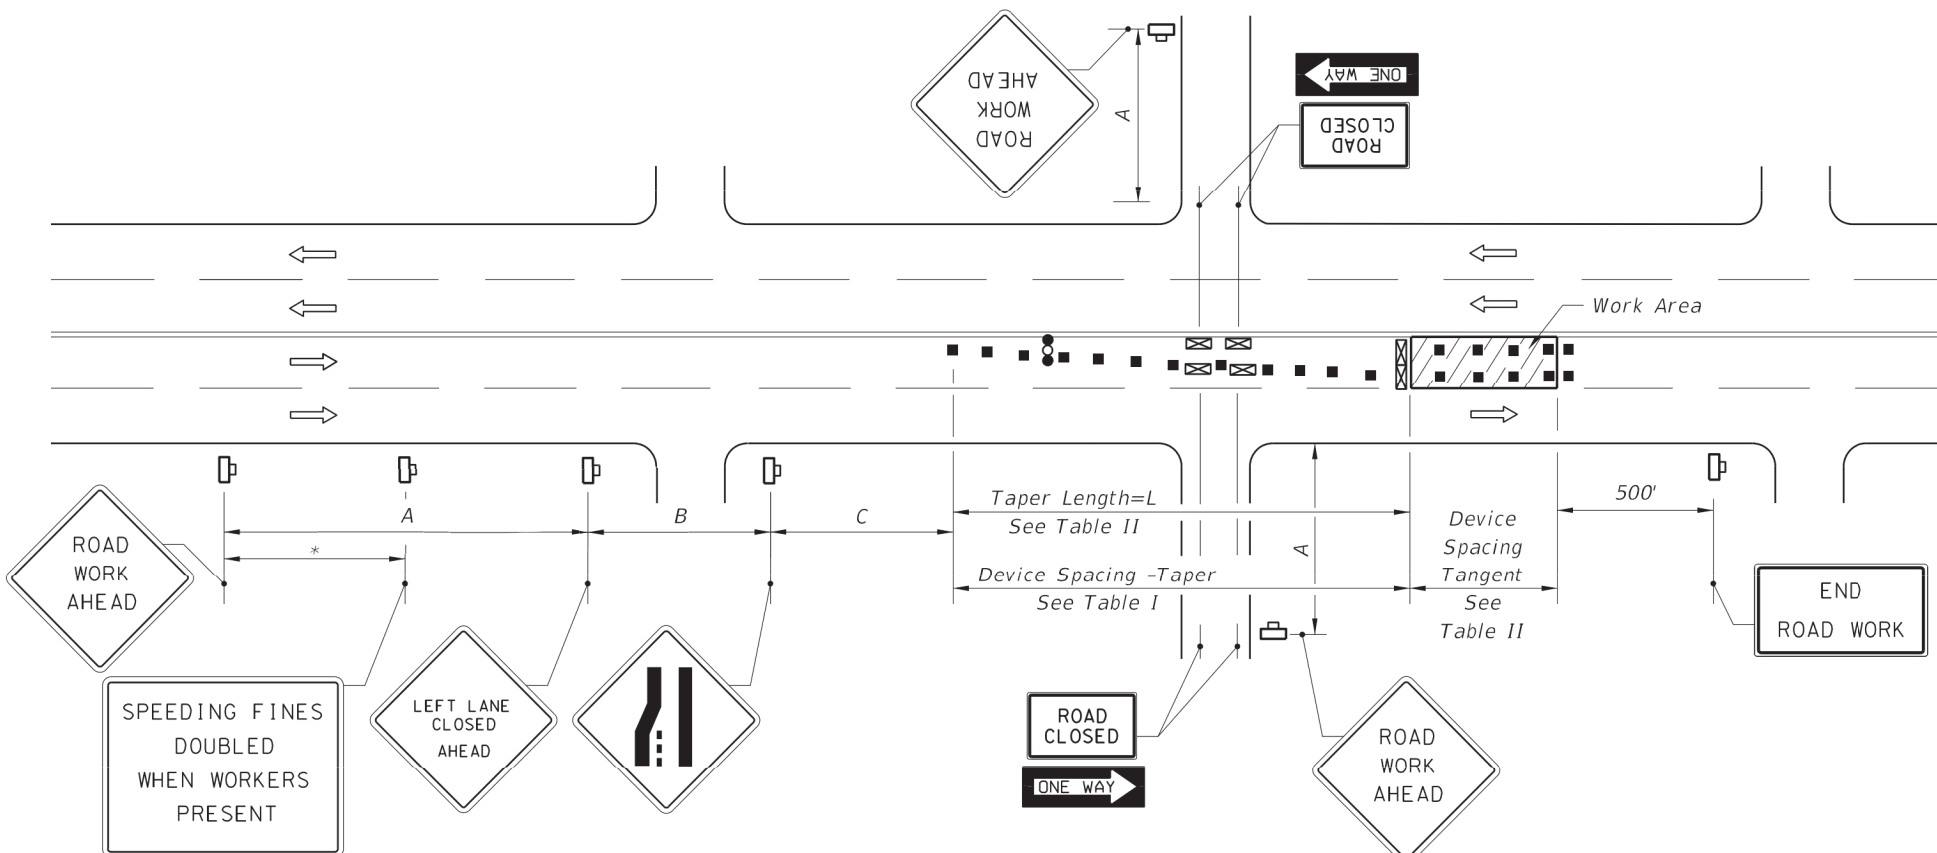 ROAD
WORK
AHEAD
A
ONE WAY
ROAD
CLOSED
Work Area
A
B
C
*
Taper Length=L
See Table II
Device Spacing -Taper
See Table I
A
Device
Spacing
Tangent
See
Table II
500'
ROAD
WORK
AHEAD
SPEEDING FINES
DOUBLED
WHEN WORKERS
PRESENT
LEFT LANE
CLOSED
AHEAD
ROAD
CLOSED
ONE WAY
ROAD
WORK
AHEAD
END
ROAD WORK